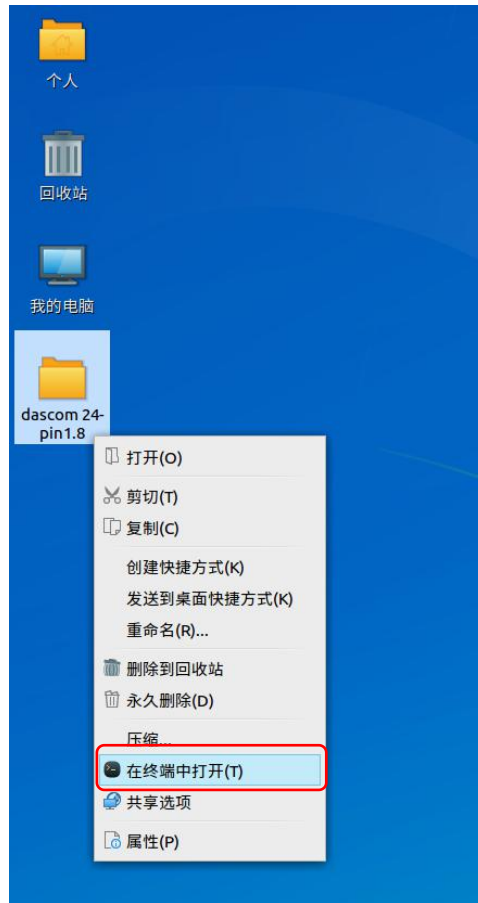 个人
回收站
我的电脑
dascom 24-
pin1.8
打开(O)
剪切(T)
复制(C)
创建快捷方式(K)
发送到桌面快捷方式(K)
重命名(R)...
删除到回收站
永久删除(D)
压缩...
在终端中打开(T)
共享选项
属性(P)